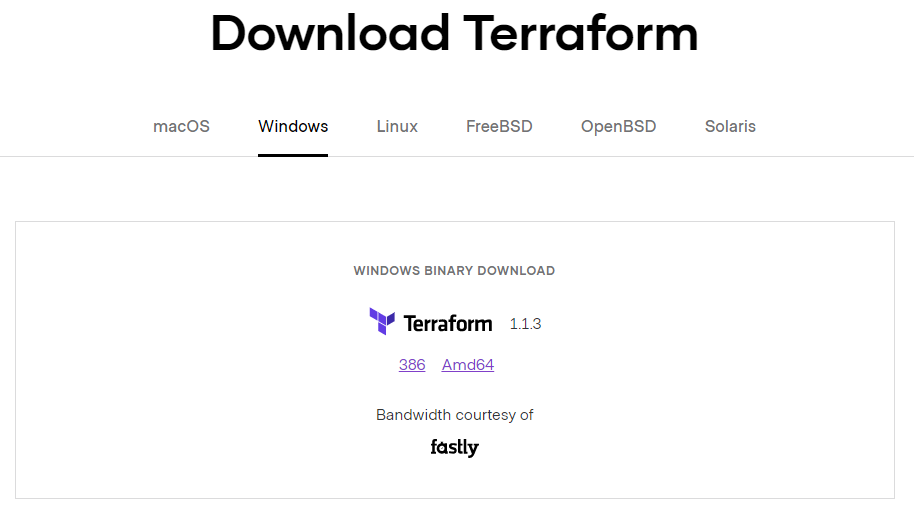 Download Terraform
macOS Windows Linux FreeBSD OpenBSD Solaris
WINDOWS BINARY DOWNLOAD
Terraform 1.1.3
386 Amd64
Bandwidth courtesy of
fastly